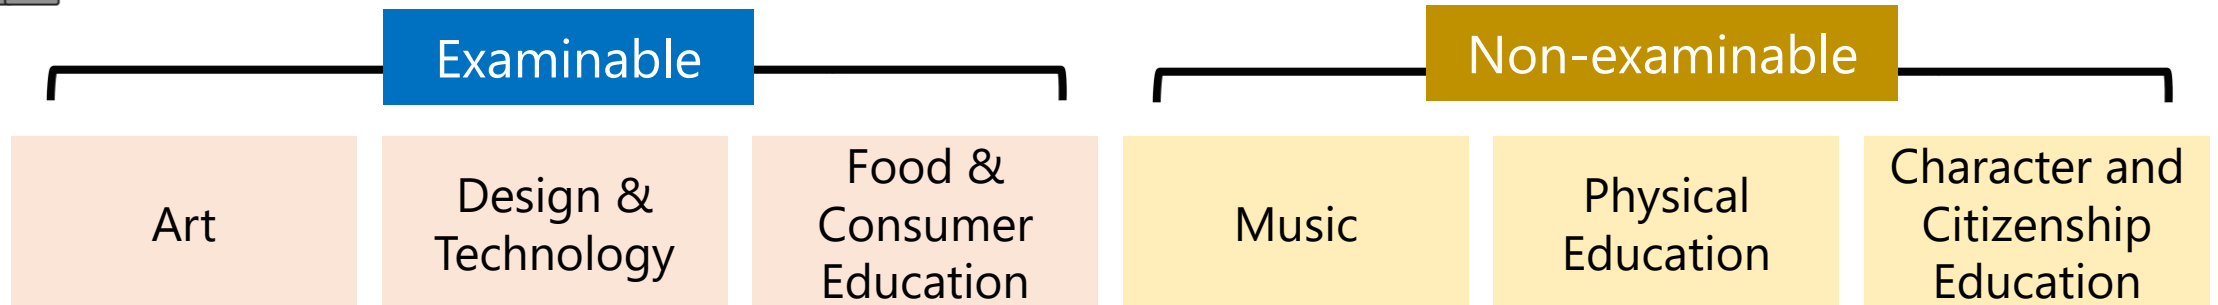 Examinable
Non-examinable
Art
Design &
Technology
Food &
Consumer
Education
Music
Physical
Education
Character and
Citizenship
Education